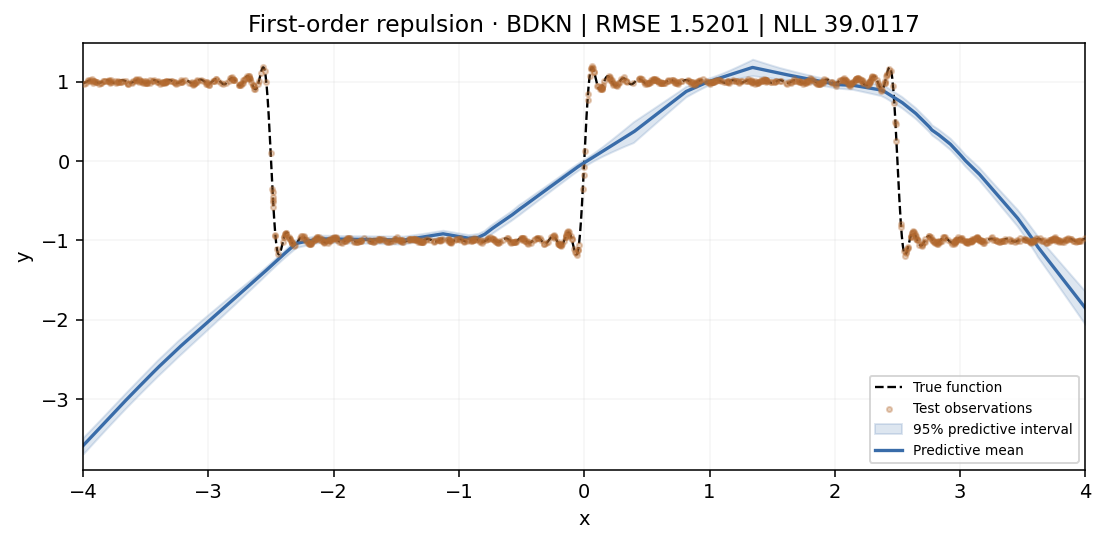 First-order repulsion · BDKN | RMSE 1.5201 | NLL 39.0117
y
1
0
−1
−2
−3
True function
Test observations
95% predictive interval
Predictive mean
−4 −3 −2 −1 0 1 2 3 4
x